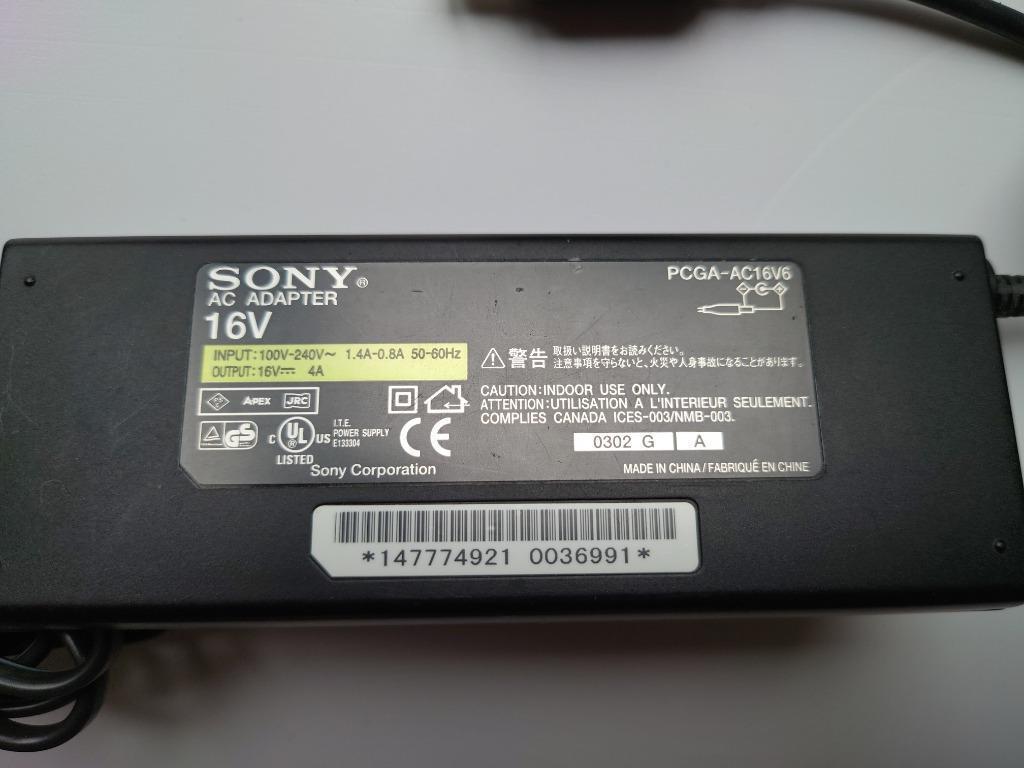 SONY®
AC ADAPTER
16V
PCGA-AC16V6
INPUT:100V-240V~ 1.4A-0.8A 50-60Hz
OUTPUT:16V⎓ 4A
警告
取扱い説明書をお読みください。
注意事項を守らないと、火災や人身事故になることがあります。
CAUTION:INDOOR USE ONLY.
ATTENTION:UTILISATION A L'INTERIEUR SEULEMENT.
COMPLIES CANADA ICES-003/NMB-003.
APEX JRC
GS
C UL® US
LISTED
I.T.E.
POWER SUPPLY
E133304
CE
0302 G A
Sony Corporation
MADE IN CHINA/FABRIQUÉ EN CHINE
*147774921 0036991*